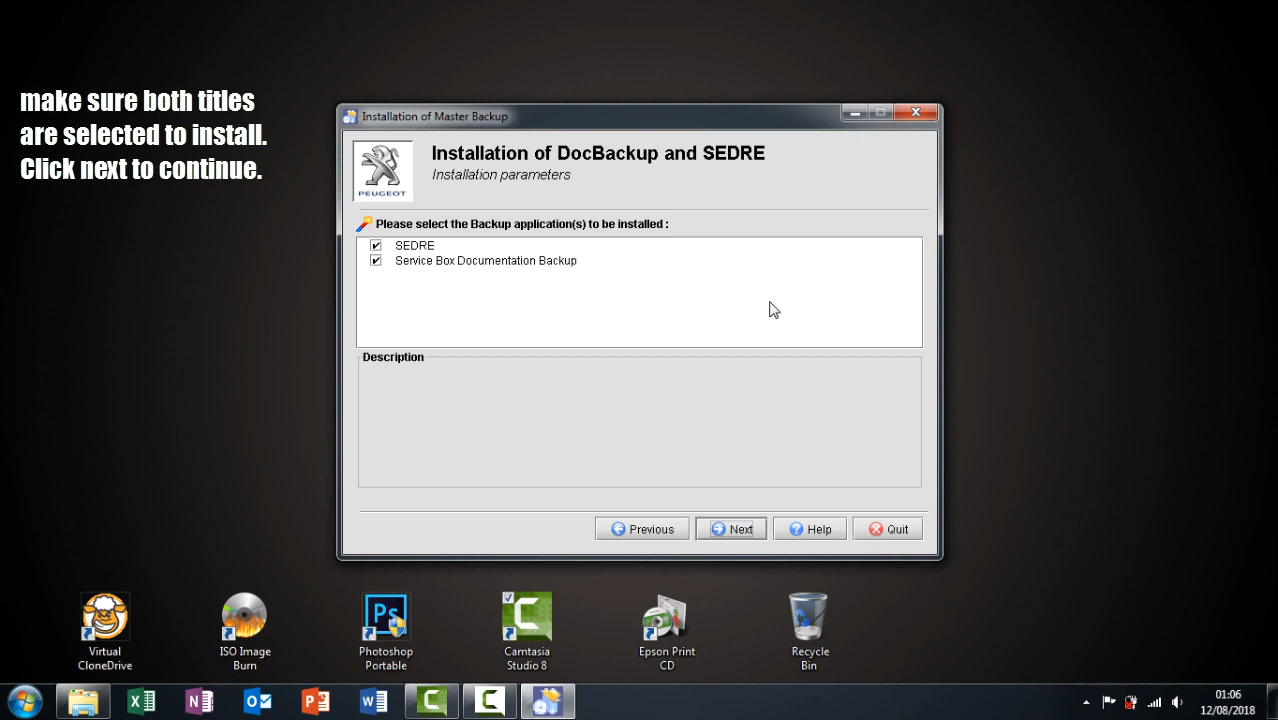 make sure both titles
are selected to install.
Click next to continue.
Installation of Master Backup
PEUGEOT
Installation of DocBackup and SEDRE
Installation parameters
Please select the Backup application(s) to be installed :
SEDRE
Service Box Documentation Backup
Description
Previous
Next
Help
Quit
Virtual
CloneDrive
ISO Image
Burn
Photoshop
Portable
Camtasia
Studio 8
Epson Print
CD
Recycle
Bin
01:06
12/08/2018